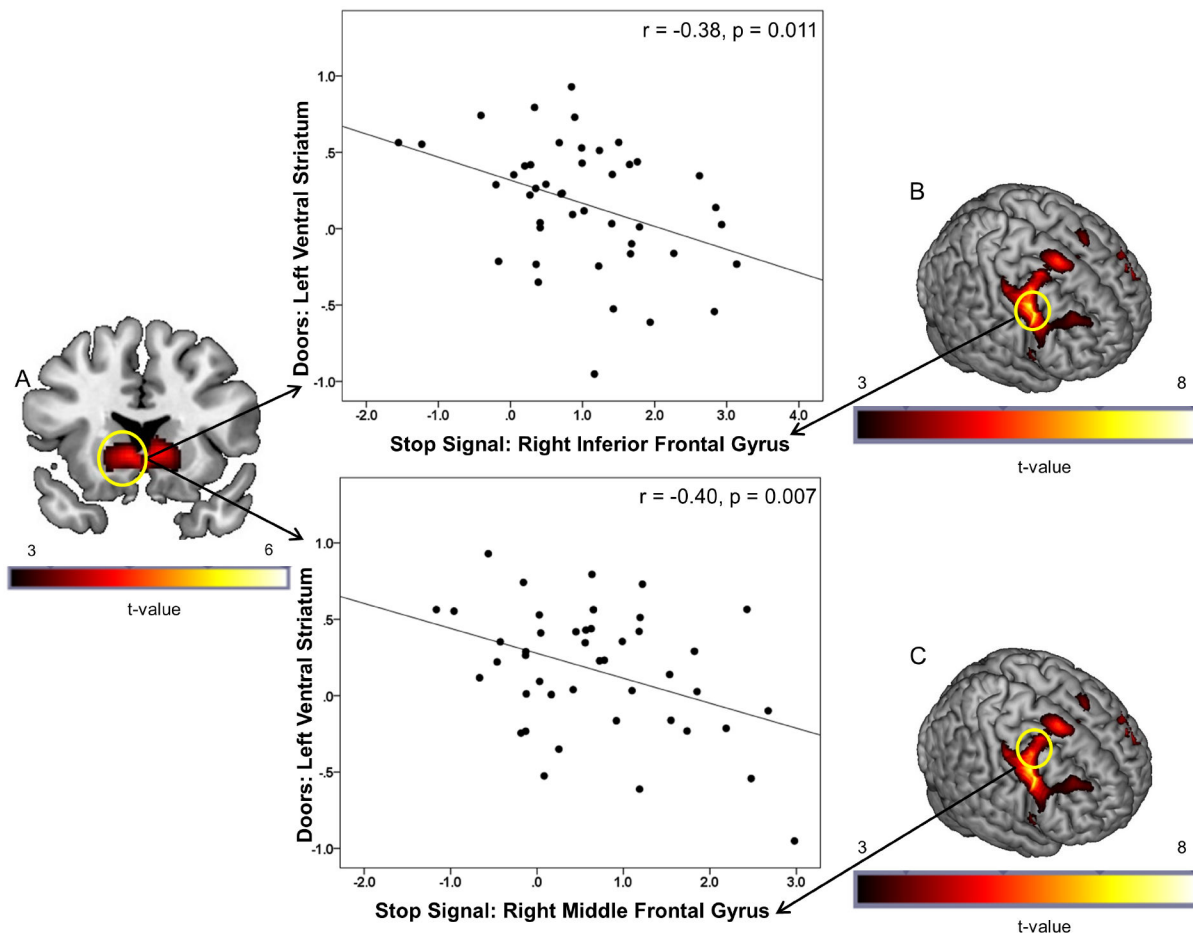 r = -0.38, p = 0.011
Doors: Left Ventral Striatum
1.0
.5
.0
-.5
-1.0
-2.0 -1.0 .0 1.0 2.0 3.0 4.0
Stop Signal: Right Inferior Frontal Gyrus
A
3 6
t-value
B
3 8
t-value
r = -0.40, p = 0.007
Doors: Left Ventral Striatum
1.0
.5
.0
-.5
-1.0
-2.0 -1.0 .0 1.0 2.0 3.0
Stop Signal: Right Middle Frontal Gyrus
C
3 8
t-value